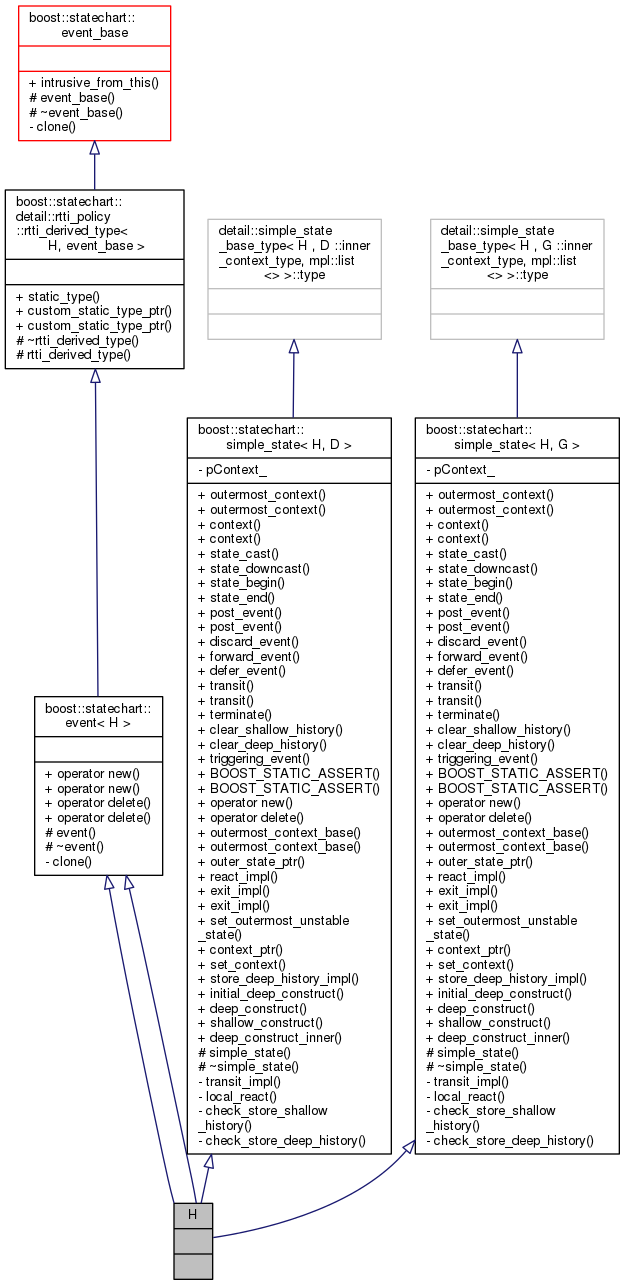 boost::statechart::
event_base
+ intrusive_from_this()
# event_base()
# ~event_base()
- clone()
boost::statechart::
detail::rtti_policy
::rtti_derived_type<
H, event_base >
+ static_type()
+ custom_static_type_ptr()
+ custom_static_type_ptr()
# ~rtti_derived_type()
# rtti_derived_type()
detail::simple_state
_base_type< H , D ::inner
_context_type, mpl::list
<> >::type
detail::simple_state
_base_type< H , G ::inner
_context_type, mpl::list
<> >::type
boost::statechart::
event< H >
+ operator new()
+ operator new()
+ operator delete()
+ operator delete()
# event()
# ~event()
- clone()
boost::statechart::
simple_state< H, D >
- pContext_
+ outermost_context()
+ outermost_context()
+ context()
+ context()
+ state_cast()
+ state_downcast()
+ state_begin()
+ state_end()
+ post_event()
+ post_event()
+ discard_event()
+ forward_event()
+ defer_event()
+ transit()
+ transit()
+ terminate()
+ clear_shallow_history()
+ clear_deep_history()
+ triggering_event()
+ BOOST_STATIC_ASSERT()
+ BOOST_STATIC_ASSERT()
+ operator new()
+ operator delete()
+ outermost_context_base()
+ outermost_context_base()
+ outer_state_ptr()
+ react_impl()
+ exit_impl()
+ exit_impl()
+ set_outermost_unstable
_state()
+ context_ptr()
+ set_context()
+ store_deep_history_impl()
+ initial_deep_construct()
+ deep_construct()
+ shallow_construct()
+ deep_construct_inner()
# simple_state()
# ~simple_state()
- transit_impl()
- local_react()
- check_store_shallow
_history()
- check_store_deep_history()
boost::statechart::
simple_state< H, G >
- pContext_
+ outermost_context()
+ outermost_context()
+ context()
+ context()
+ state_cast()
+ state_downcast()
+ state_begin()
+ state_end()
+ post_event()
+ post_event()
+ discard_event()
+ forward_event()
+ defer_event()
+ transit()
+ transit()
+ terminate()
+ clear_shallow_history()
+ clear_deep_history()
+ triggering_event()
+ BOOST_STATIC_ASSERT()
+ BOOST_STATIC_ASSERT()
+ operator new()
+ operator delete()
+ outermost_context_base()
+ outermost_context_base()
+ outer_state_ptr()
+ react_impl()
+ exit_impl()
+ exit_impl()
+ set_outermost_unstable
_state()
+ context_ptr()
+ set_context()
+ store_deep_history_impl()
+ initial_deep_construct()
+ deep_construct()
+ shallow_construct()
+ deep_construct_inner()
# simple_state()
# ~simple_state()
- transit_impl()
- local_react()
- check_store_shallow
_history()
- check_store_deep_history()
H